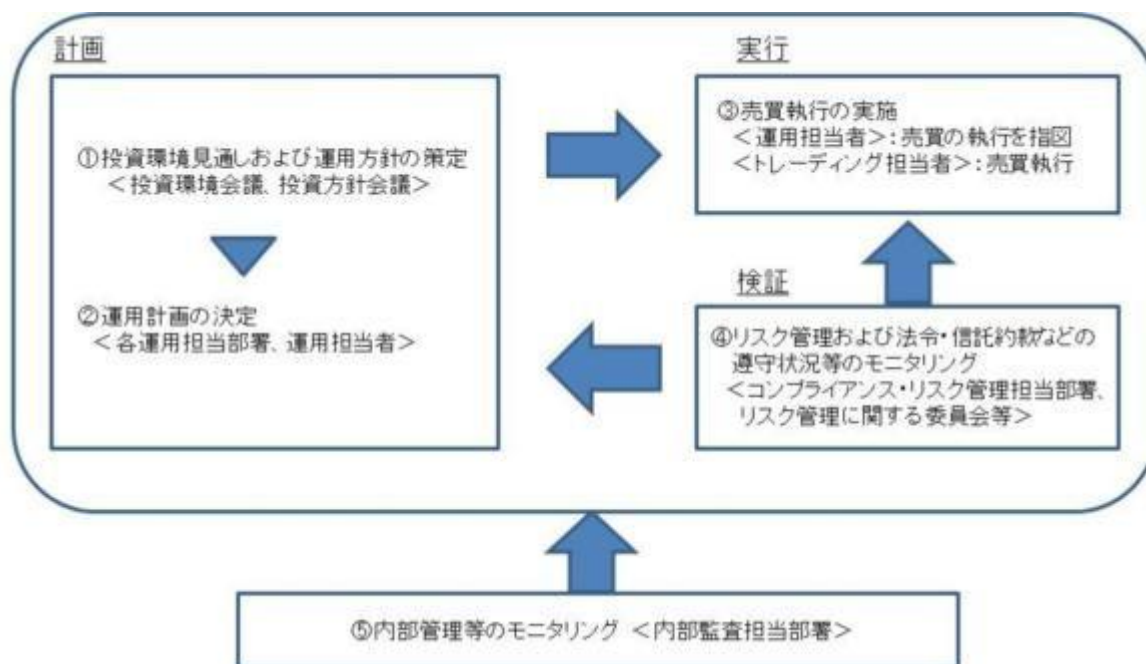 計画
①投資環境見通しおよび運用方針の策定
＜投資環境会議、投資方針会議＞
②運用計画の決定
＜各運用担当部署、運用担当者＞
実行
③売買執行の実施
＜運用担当者＞：売買の執行を指図
＜トレーディング担当者＞：売買執行
検証
④リスク管理および法令・信託約款などの
遵守状況等のモニタリング
＜コンプライアンス・リスク管理担当部署、
リスク管理に関する委員会等＞
⑤内部管理等のモニタリング ＜内部監査担当部署＞